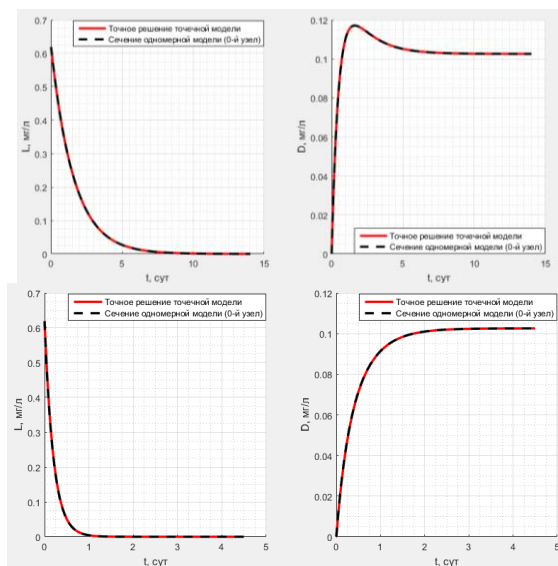 0.7
0.6
0.5
0.4
0.3
0.2
0.1
0
L, мг/л
Точное решение точечной модели
Сечение одномерной модели (0-й узел)
0 5 10 15
t, сут
0.12
0.1
0.08
0.06
0.04
0.02
0
D, мг/л
Точное решение точечной модели
Сечение одномерной модели (0-й узел)
0 5 10 15
t, сут
0.7
0.6
0.5
0.4
0.3
0.2
0.1
0
L, мг/л
Точное решение точечной модели
Сечение одномерной модели (0-й узел)
0 1 2 3 4 5
t, сут
0.12
0.1
0.08
0.06
0.04
0.02
0
D, мг/л
Точное решение точечной модели
Сечение одномерной модели (0-й узел)
0 1 2 3 4 5
t, сут